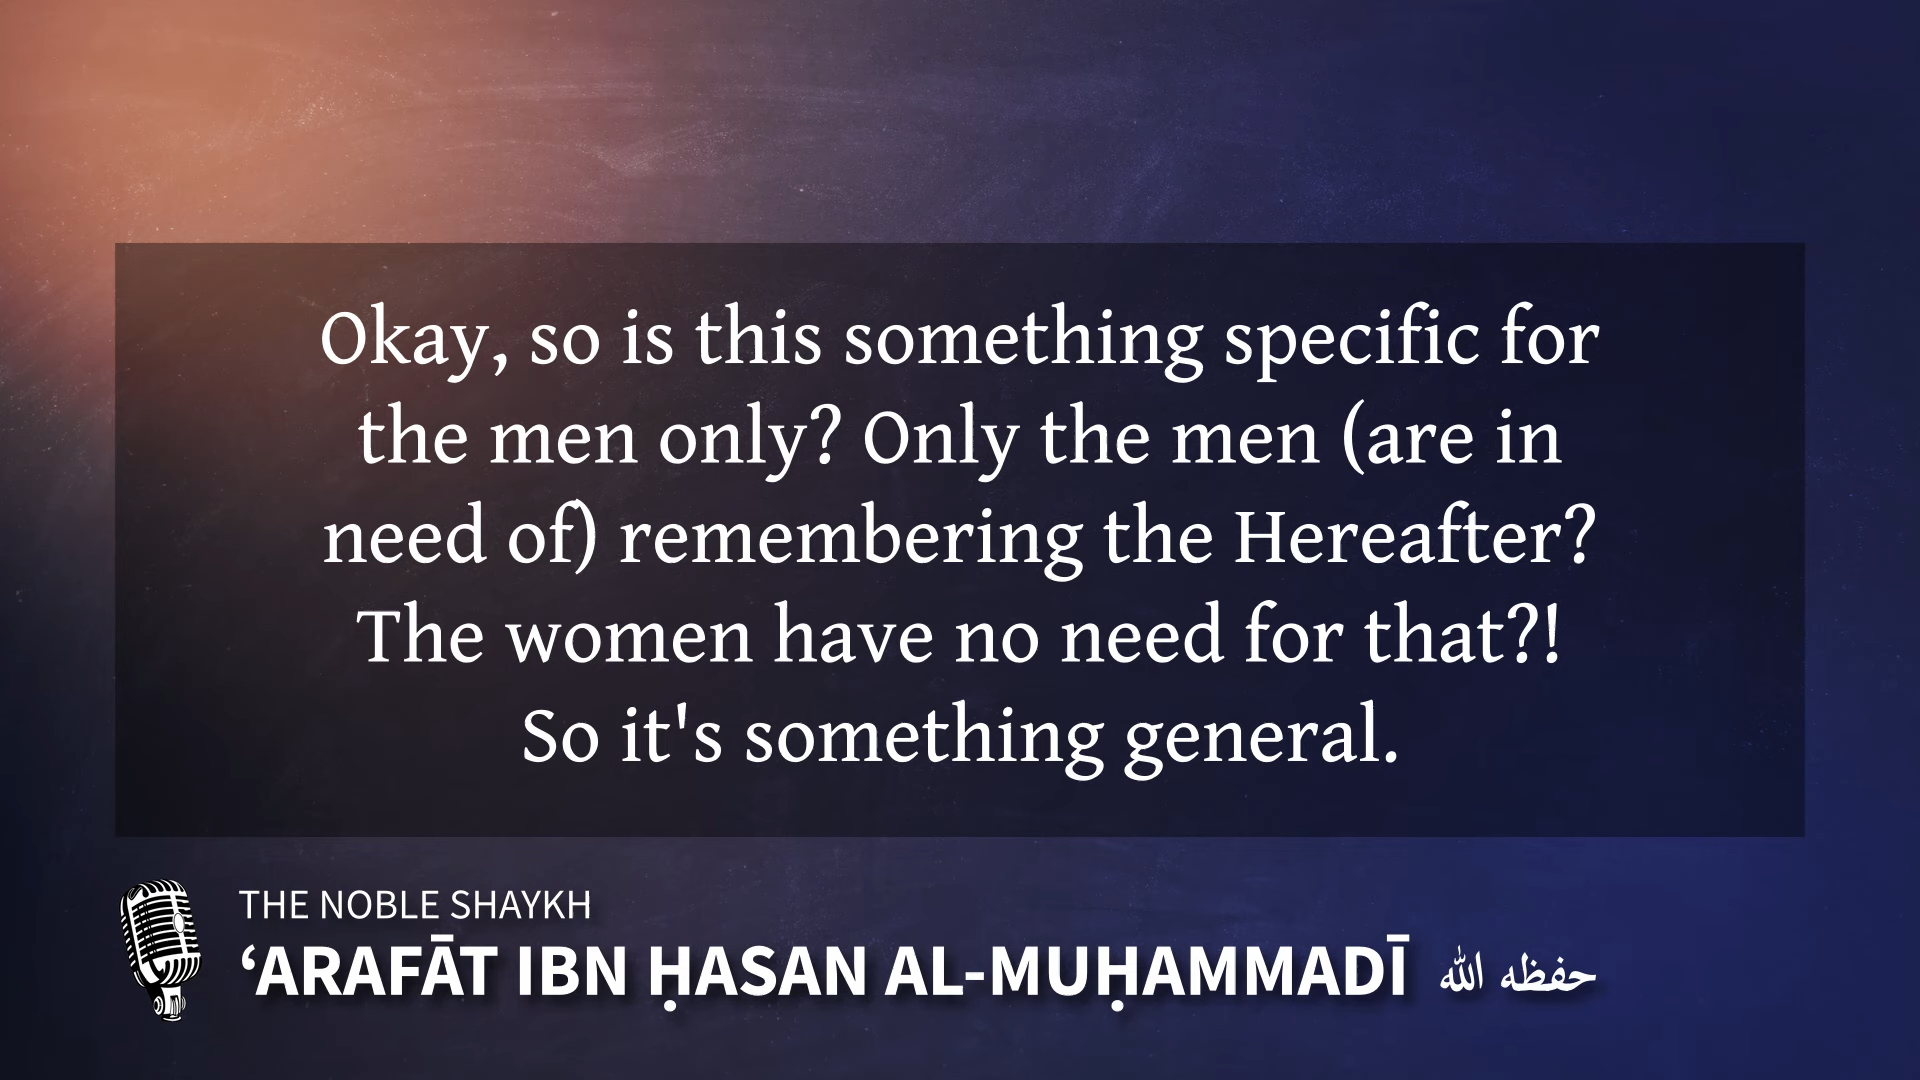 Okay, so is this something specific for
the men only? Only the men (are in
need of) remembering the Hereafter?
The women have no need for that?!
So it's something general.
THE NOBLE SHAYKH
‘ARAFĀT IBN ḤASAN AL-MUḤAMMADĪ حفظه الله